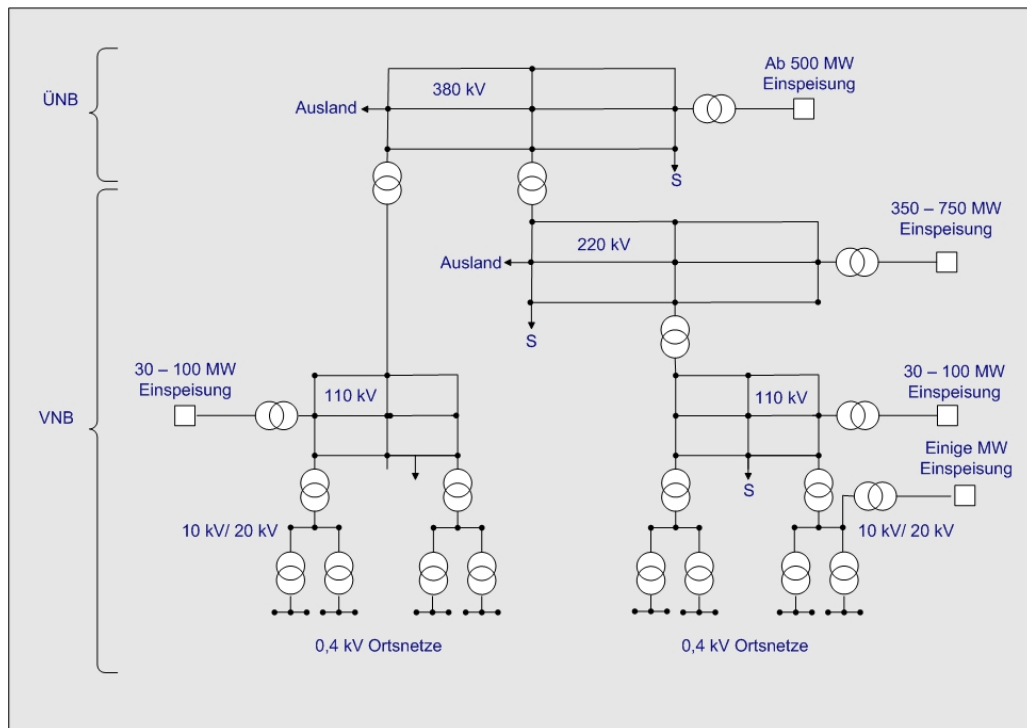 Ab 500 MW
Einspeisung
380 kV
ÜNB
Ausland
S
350 – 750 MW
Einspeisung
220 kV
Ausland
S
30 – 100 MW
Einspeisung
110 kV
VNB
30 – 100 MW
Einspeisung
110 kV
Einige MW
Einspeisung
S
10 kV/ 20 kV
10 kV/ 20 kV
0,4 kV Ortsnetze
0,4 kV Ortsnetze